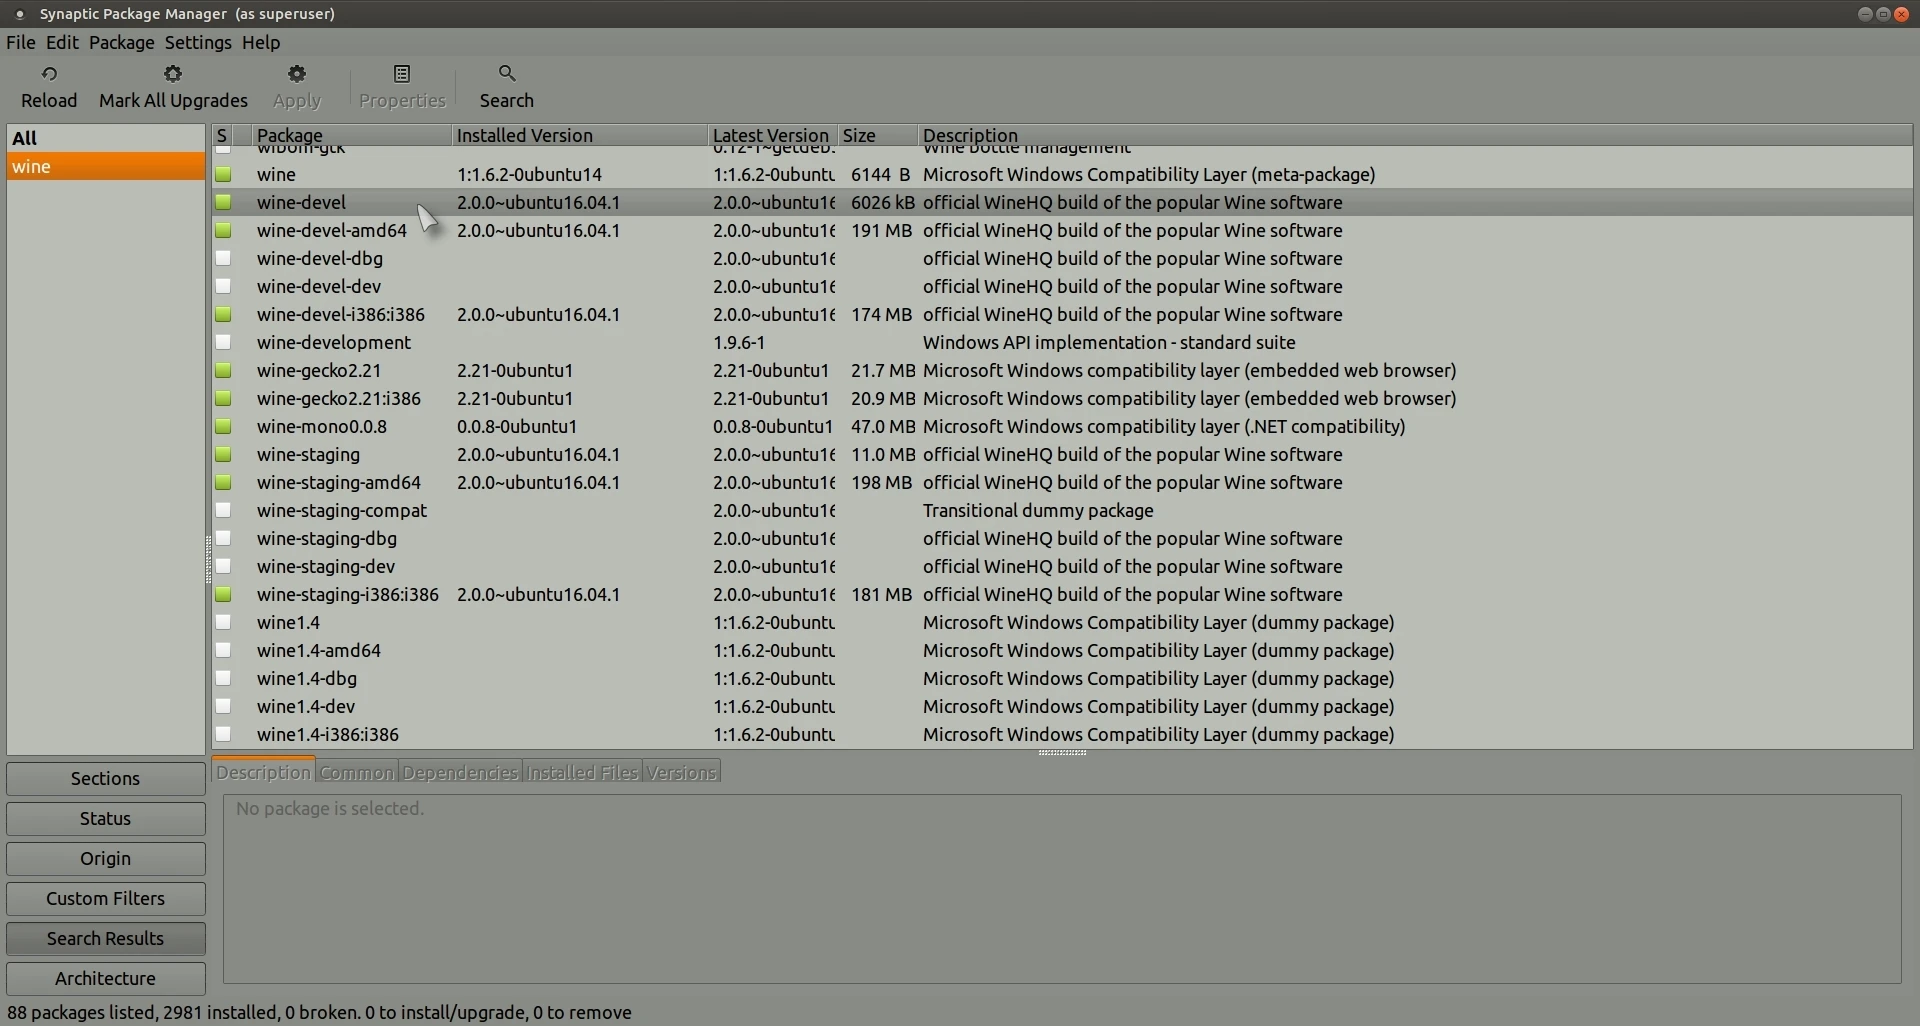 Synaptic Package Manager (as superuser)
File Edit Package Settings Help
Reload Mark All Upgrades Apply Properties Search
All
wine
S Package Installed Version Latest Version Size Description
wibom-gtk 0.12-1~getdeb. Wine bottle management
wine 1:1.6.2-0ubuntu14 1:1.6.2-0ubuntu 6144 B Microsoft Windows Compatibility Layer (meta-package)
wine-devel 2.0.0~ubuntu16.04.1 2.0.0~ubuntu16 6026 kB official WineHQ build of the popular Wine software
wine-devel-amd64 2.0.0~ubuntu16.04.1 2.0.0~ubuntu16 191 MB official WineHQ build of the popular Wine software
wine-devel-dbg 2.0.0~ubuntu16 official WineHQ build of the popular Wine software
wine-devel-dev 2.0.0~ubuntu16 official WineHQ build of the popular Wine software
wine-devel-i386:i386 2.0.0~ubuntu16.04.1 2.0.0~ubuntu16 174 MB official WineHQ build of the popular Wine software
wine-development 1.9.6-1 Windows API implementation - standard suite
wine-gecko2.21 2.21-0ubuntu1 2.21-0ubuntu1 21.7 MB Microsoft Windows compatibility layer (embedded web browser)
wine-gecko2.21:i386 2.21-0ubuntu1 2.21-0ubuntu1 20.9 MB Microsoft Windows compatibility layer (embedded web browser)
wine-mono0.0.8 0.0.8-0ubuntu1 0.0.8-0ubuntu1 47.0 MB Microsoft Windows compatibility layer (.NET compatibility)
wine-staging 2.0.0~ubuntu16.04.1 2.0.0~ubuntu16 11.0 MB official WineHQ build of the popular Wine software
wine-staging-amd64 2.0.0~ubuntu16.04.1 2.0.0~ubuntu16 198 MB official WineHQ build of the popular Wine software
wine-staging-compat 2.0.0~ubuntu16 Transitional dummy package
wine-staging-dbg 2.0.0~ubuntu16 official WineHQ build of the popular Wine software
wine-staging-dev 2.0.0~ubuntu16 official WineHQ build of the popular Wine software
wine-staging-i386:i386 2.0.0~ubuntu16.04.1 2.0.0~ubuntu16 181 MB official WineHQ build of the popular Wine software
wine1.4 1:1.6.2-0ubuntu Microsoft Windows Compatibility Layer (dummy package)
wine1.4-amd64 1:1.6.2-0ubuntu Microsoft Windows Compatibility Layer (dummy package)
wine1.4-dbg 1:1.6.2-0ubuntu Microsoft Windows Compatibility Layer (dummy package)
wine1.4-dev 1:1.6.2-0ubuntu Microsoft Windows Compatibility Layer (dummy package)
wine1.4-i386:i386 1:1.6.2-0ubuntu Microsoft Windows Compatibility Layer (dummy package)
Sections
Status
Origin
Custom Filters
Search Results
Architecture
Description Common Dependencies Installed Files Versions
No package is selected.
88 packages listed, 2981 installed, 0 broken. 0 to install/upgrade, 0 to remove